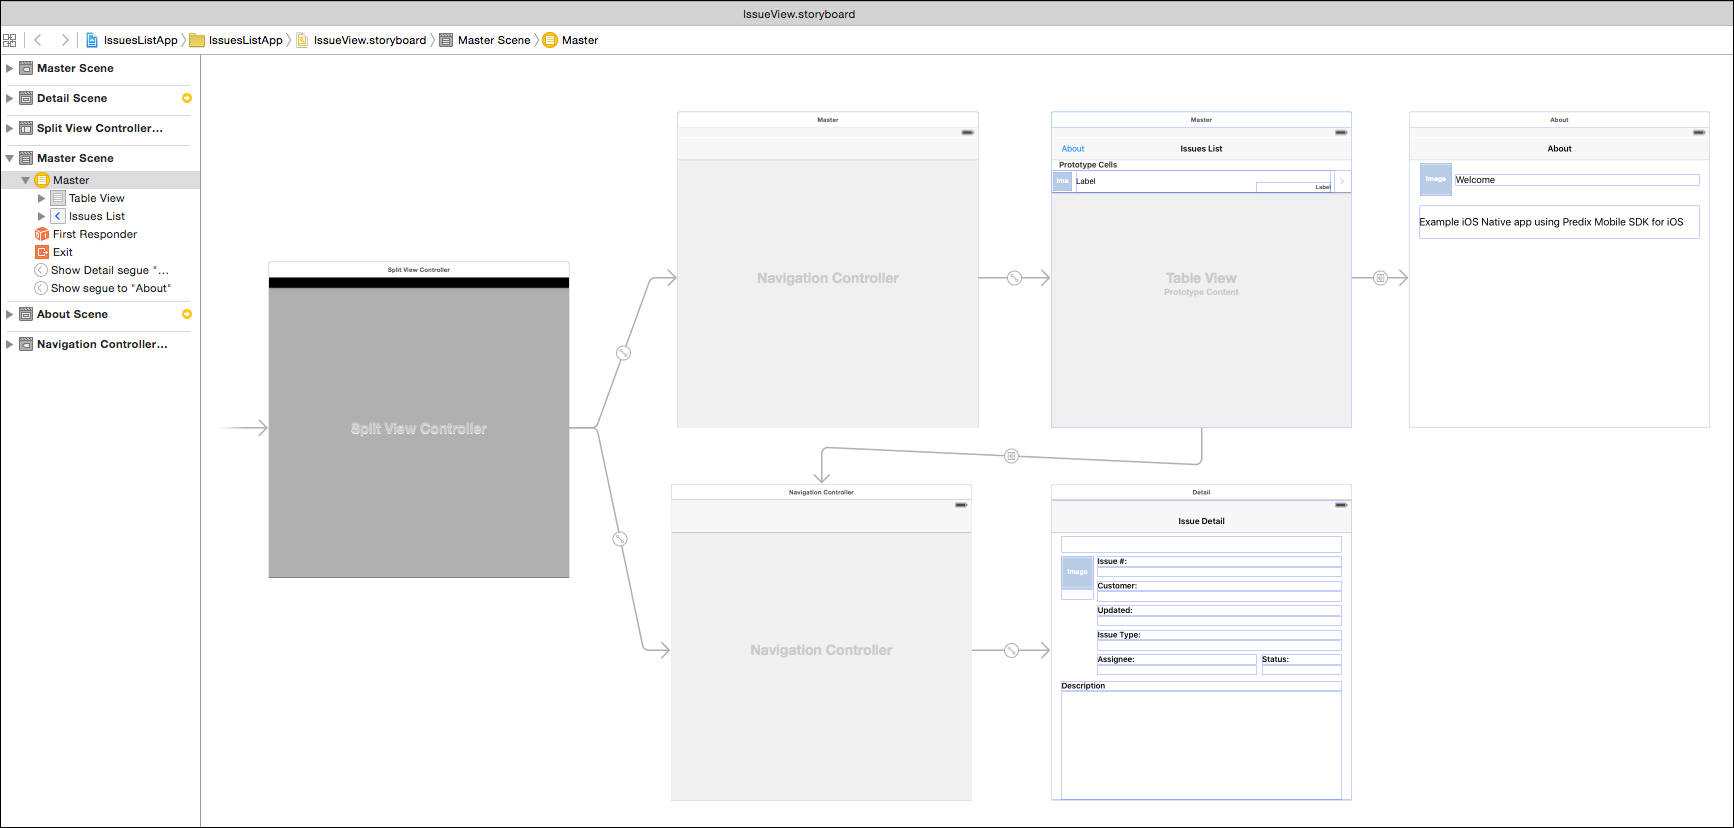 IssueView.storyboard
IssuesListApp
IssuesListApp
IssueView.storyboard
Master Scene
Master
Master Scene
Detail Scene
Split View Controller...
Master Scene
Master
Table View
Issues List
First Responder
Exit
Show Detail segue "...
Show segue to "About"
About Scene
Navigation Controller...
Split View Controller
Split View Controller
Master
Navigation Controller
Master
About
Issues List
Prototype Cells
Ima
Label
Label
Table View
Prototype Content
About
About
Image
Welcome
Example iOS Native app using Predix Mobile SDK for iOS
Navigation Controller
Navigation Controller
Detail
Issue Detail
Image
Issue #:
Customer:
Updated:
Issue Type:
Assignee:
Status:
Description